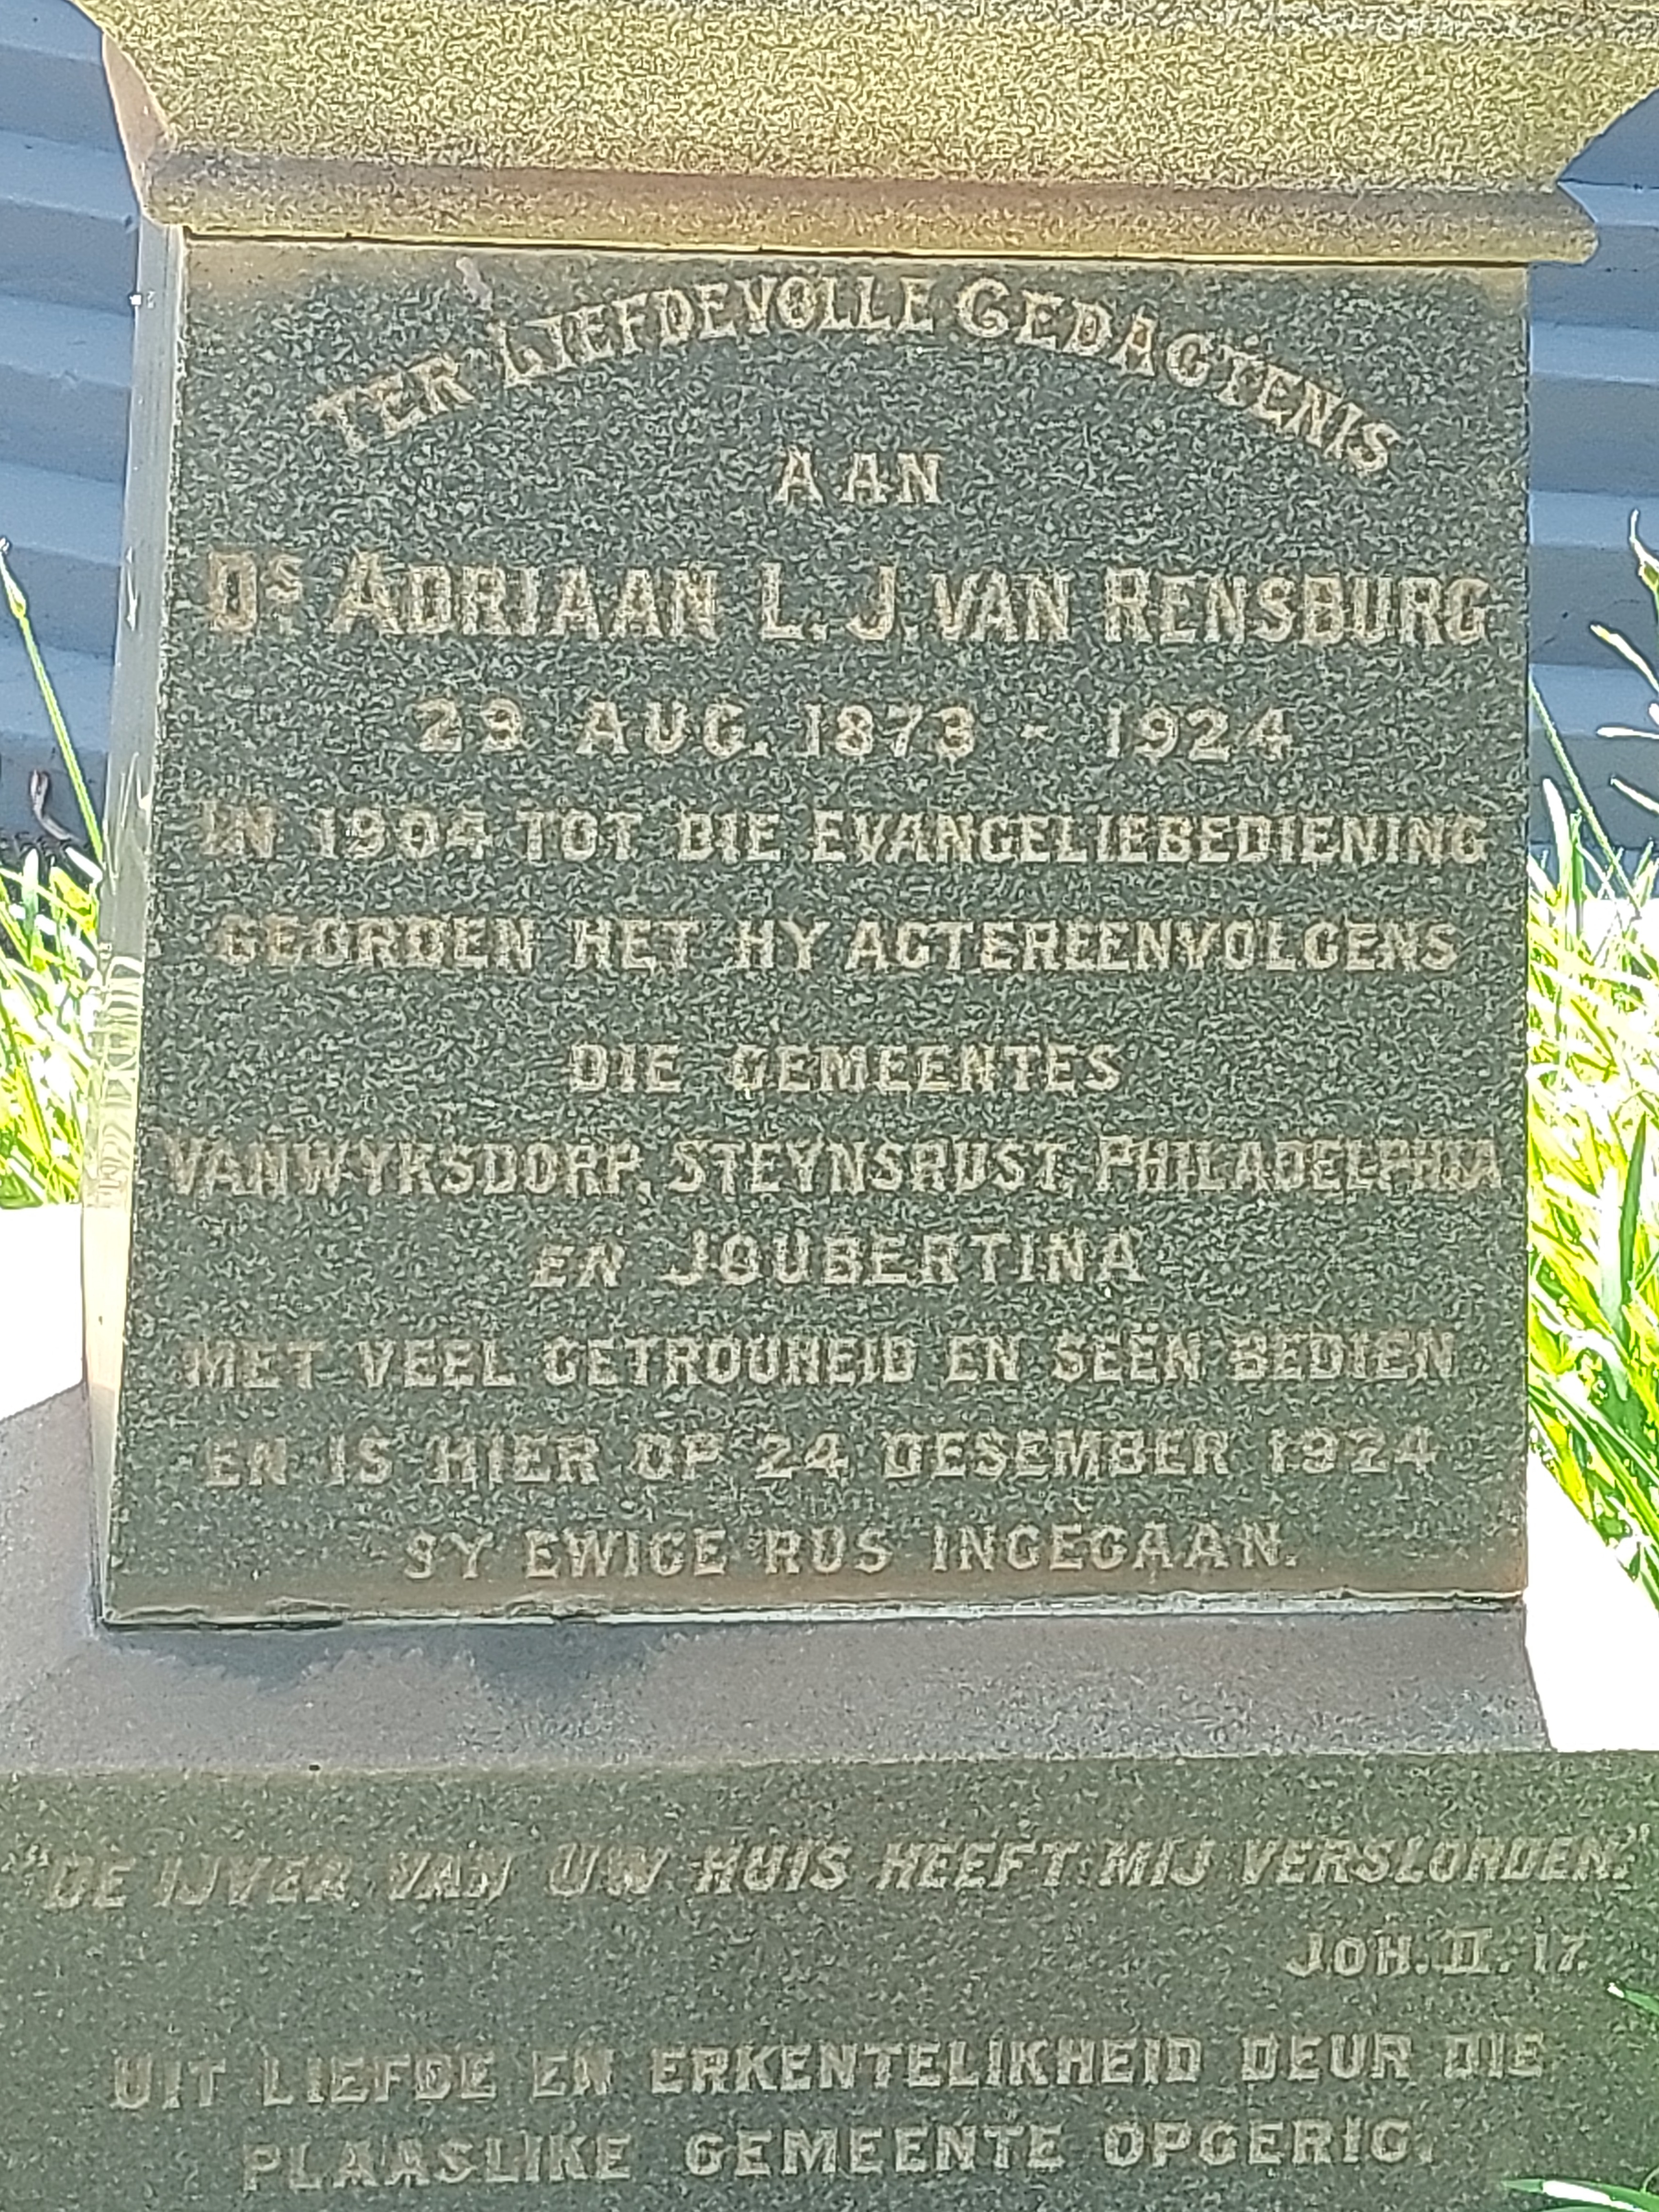 TER LIEFDEVOLLE GEDACTENIS
AAN
Ds ADRIAAN L. J. VAN RENSBURG
29 AUG. 1873 - 1924
IN 1904 TOT DIE EVANGELIEBEDIENING
GEORDEN HET HY ACTEREENVOLGENS
DIE GEMEENTES
VANWYKSDORP, STEYNSRUST, PHILADELPHIA
EN JOUBERTINA
MET VEEL GETROUHEID EN SEËN BEDIEN
EN IS HIER OP 24 DESEMBER 1924
SY EWIGE RUS INGEGAAN.
"DE IJVER VAN UW HUIS HEEFT MIJ VERSLONDEN."
JOH. II. 17.
UIT LIEFDE EN ERKENTELIKHEID DEUR DIE
PLAASLIKE GEMEENTE OPGERIG.